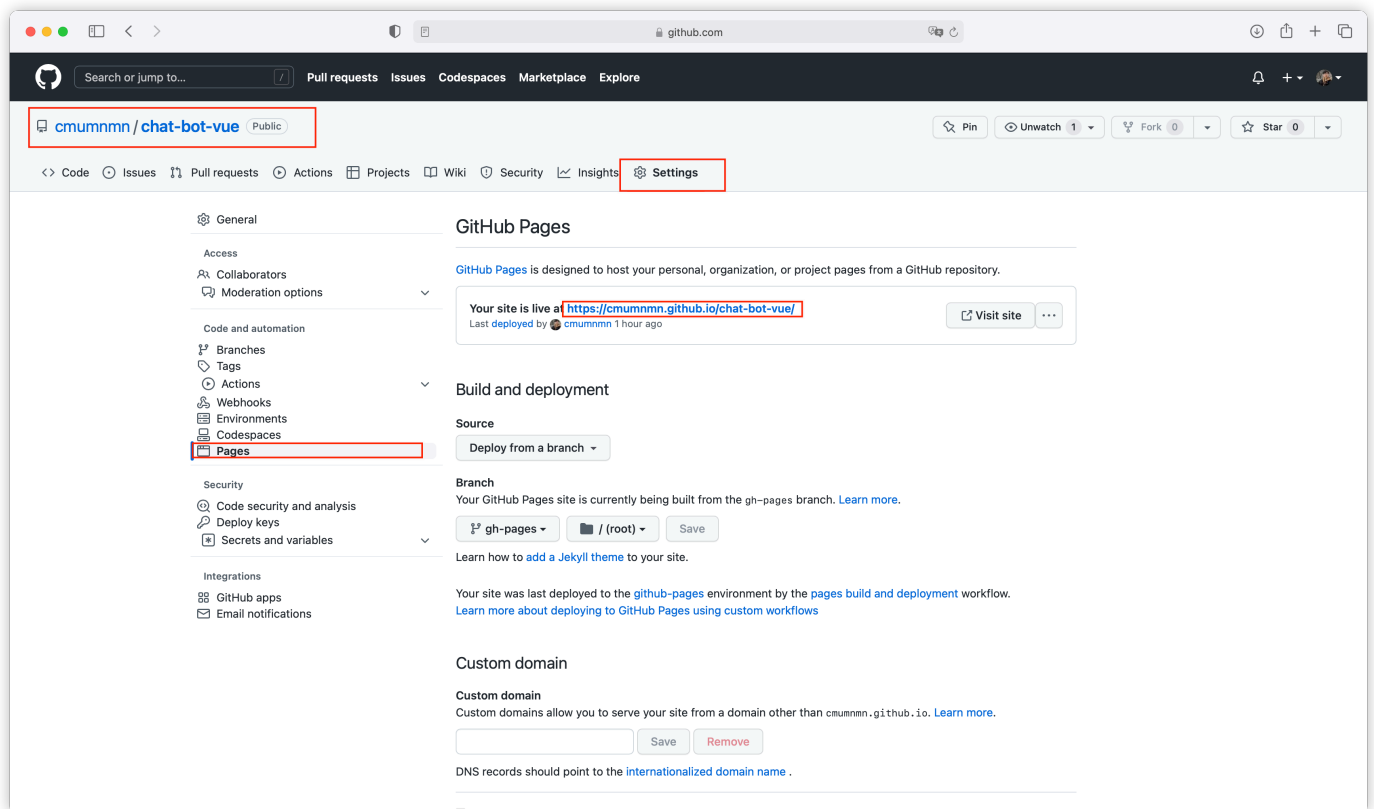 github.com
Search or jump to... /
Pull requests Issues Codespaces Marketplace Explore
cmumnmn / chat-bot-vue Public
Pin Unwatch 1 Fork 0 Star 0
Code Issues Pull requests Actions Projects Wiki Security Insights Settings
General
Access
Collaborators
Moderation options
Code and automation
Branches
Tags
Actions
Webhooks
Environments
Codespaces
Pages
Security
Code security and analysis
Deploy keys
Secrets and variables
Integrations
GitHub apps
Email notifications
GitHub Pages
GitHub Pages is designed to host your personal, organization, or project pages from a GitHub repository.
Your site is live at https://cmumnmn.github.io/chat-bot-vue/
Last deployed by cmumnmn 1 hour ago
Visit site ...
Build and deployment
Source
Deploy from a branch
Branch
Your GitHub Pages site is currently being built from the gh-pages branch. Learn more.
gh-pages / (root) Save
Learn how to add a Jekyll theme to your site.
Your site was last deployed to the github-pages environment by the pages build and deployment workflow.
Learn more about deploying to GitHub Pages using custom workflows
Custom domain
Custom domain
Custom domains allow you to serve your site from a domain other than cmumnmn.github.io. Learn more.
Save Remove
DNS records should point to the internationalized domain name .